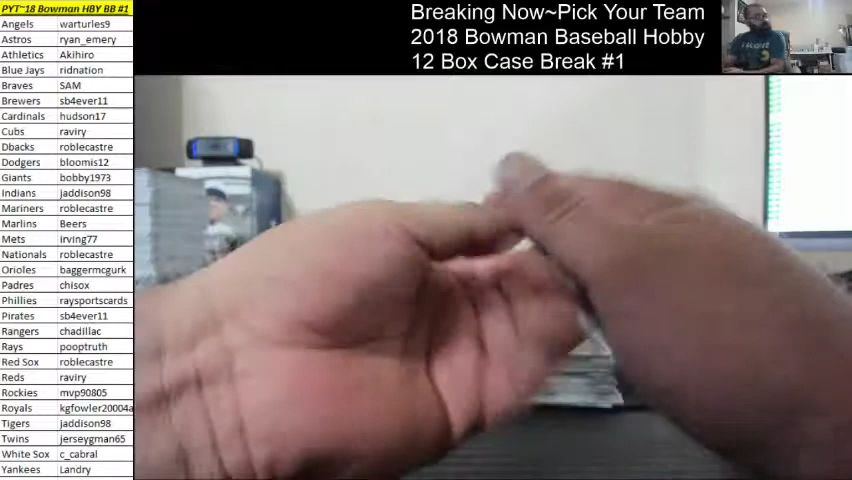 PYT~18 Bowman HBY BB #1
Angels warturles9
Astros ryan_emery
Athletics Akihiro
Blue Jays ridnation
Braves SAM
Brewers sb4ever11
Cardinals hudson17
Cubs raviry
Dbacks roblecastre
Dodgers bloomis12
Giants bobby1973
Indians jaddison98
Mariners roblecastre
Marlins Beers
Mets irving77
Nationals roblecastre
Orioles baggermcgurk
Padres chisox
Phillies raysportscards
Pirates sb4ever11
Rangers chadillac
Rays pooptruth
Red Sox roblecastre
Reds raviry
Rockies mvp90805
Royals kgfowler20004a
Tigers jaddison98
Twins jerseygman65
White Sox c_cabral
Yankees Landry
Breaking Now~Pick Your Team
2018 Bowman Baseball Hobby
12 Box Case Break #1